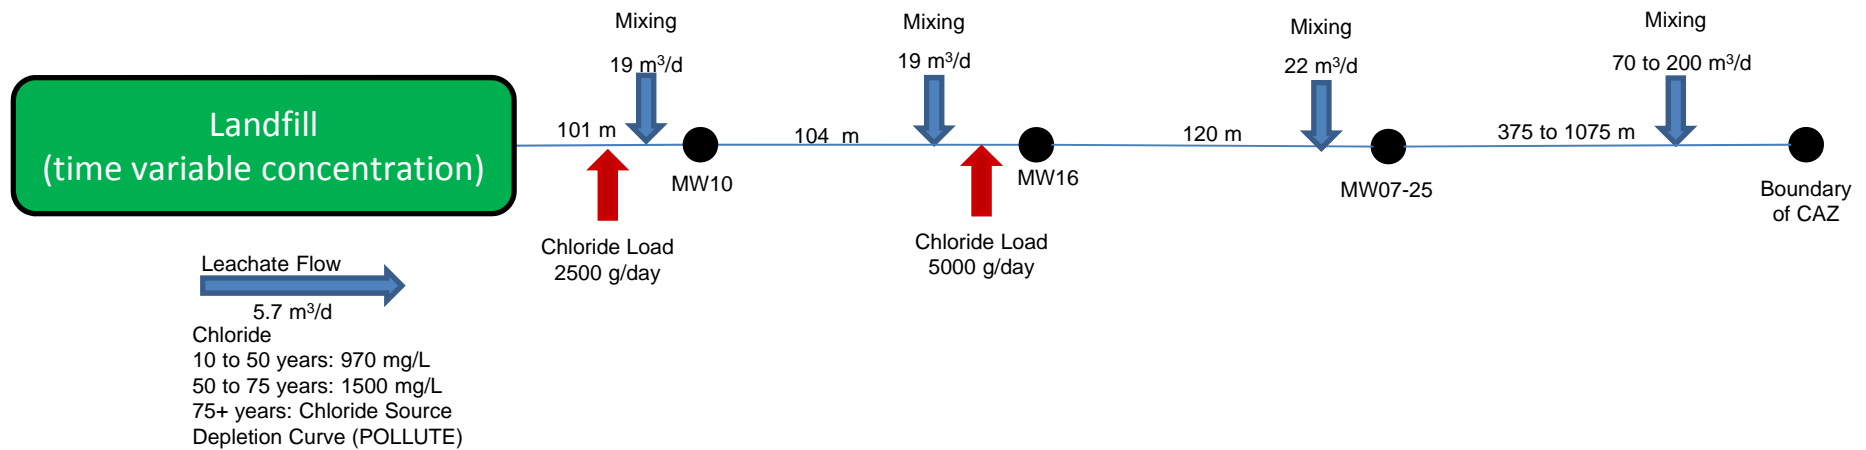 Mixing
19 m³/d
Mixing
19 m³/d
Mixing
22 m³/d
Mixing
70 to 200 m³/d
Landfill
(time variable concentration)
101 m
104 m
120 m
375 to 1075 m
MW10
MW16
MW07-25
Boundary
of CAZ
Chloride Load
2500 g/day
Chloride Load
5000 g/day
Leachate Flow
5.7 m³/d
Chloride
10 to 50 years: 970 mg/L
50 to 75 years: 1500 mg/L
75+ years: Chloride Source
Depletion Curve (POLLUTE)